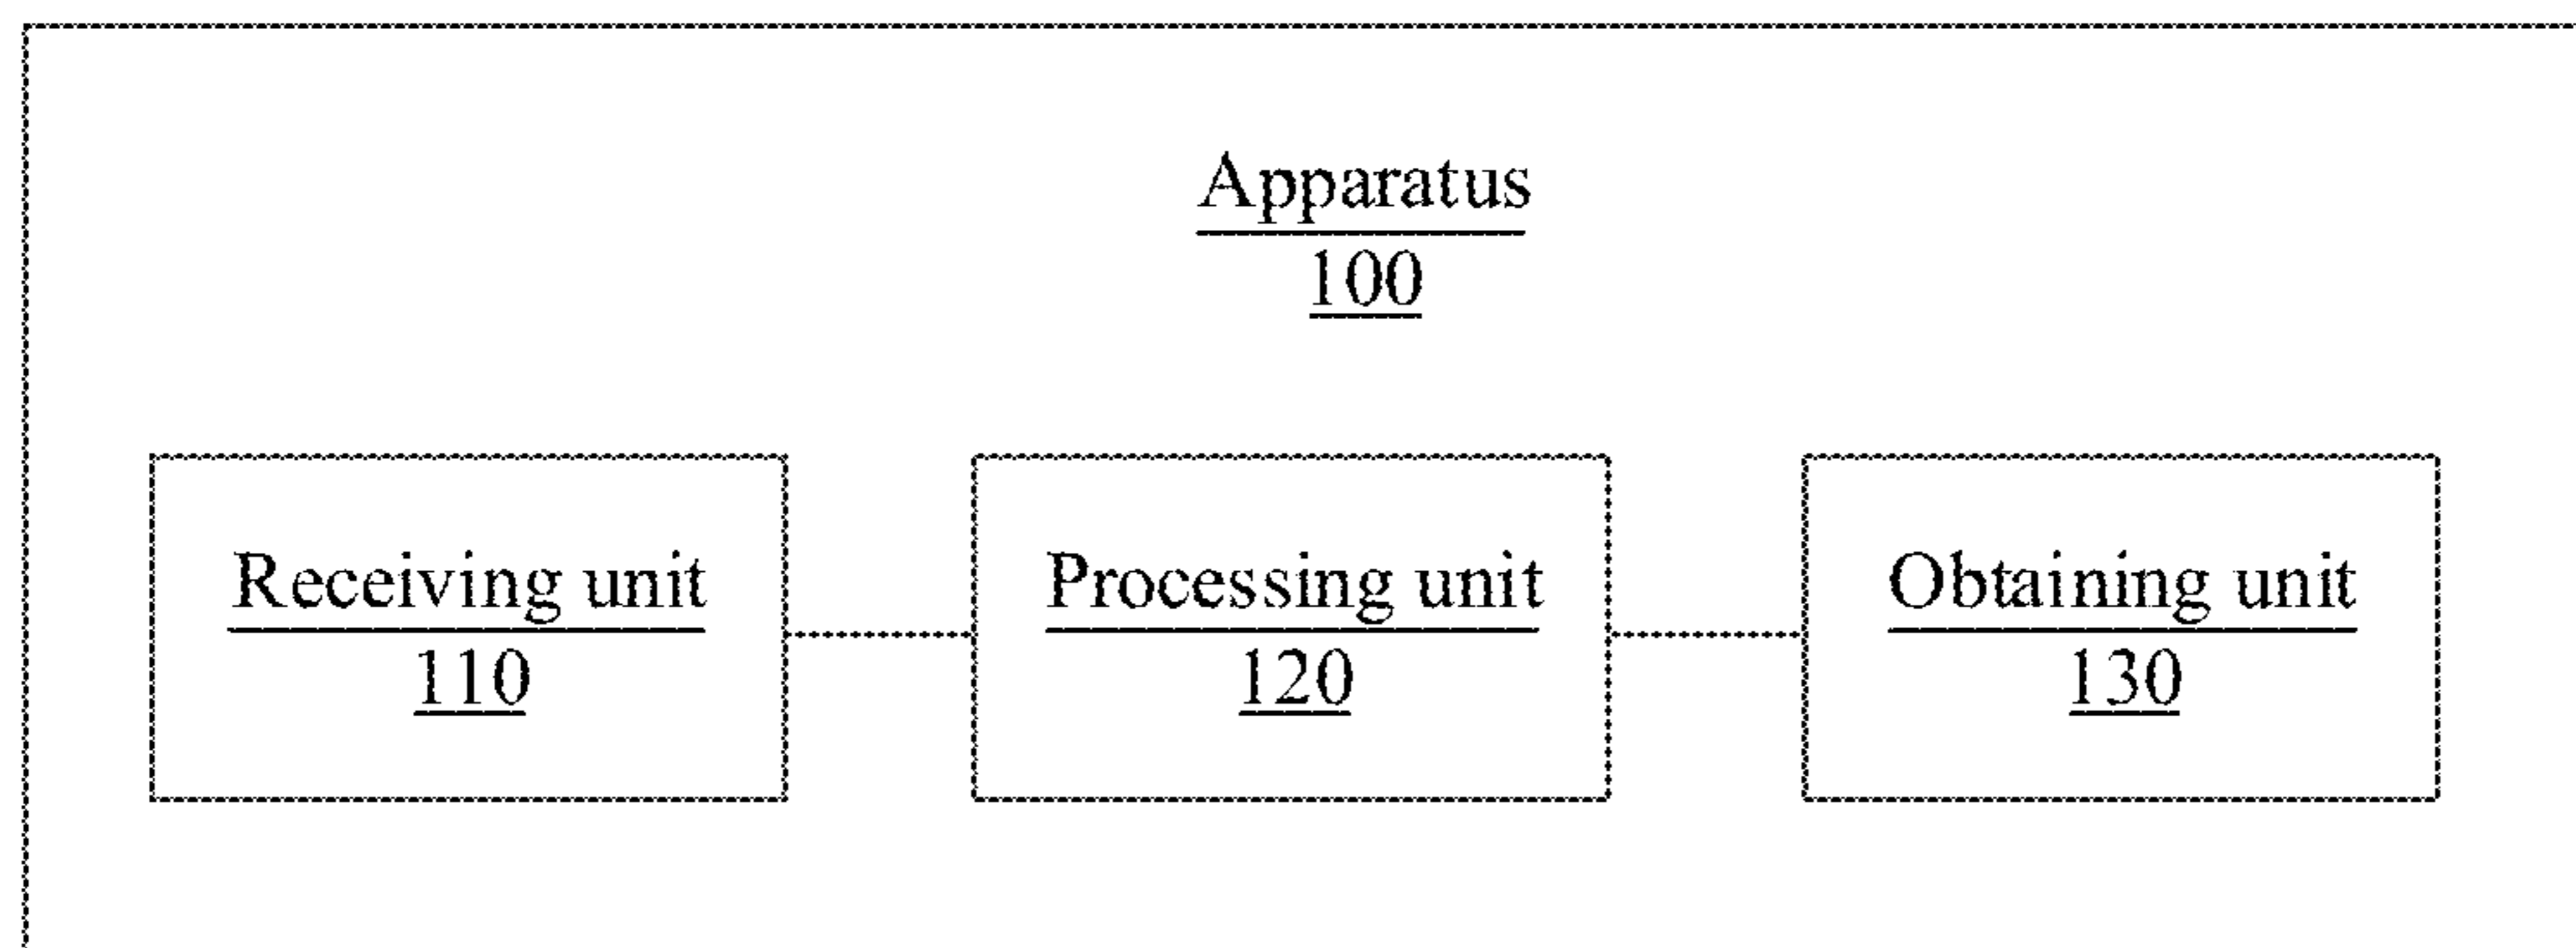 Apparatus
100
Receiving unit
110
Processing unit
120
Obtaining unit
130